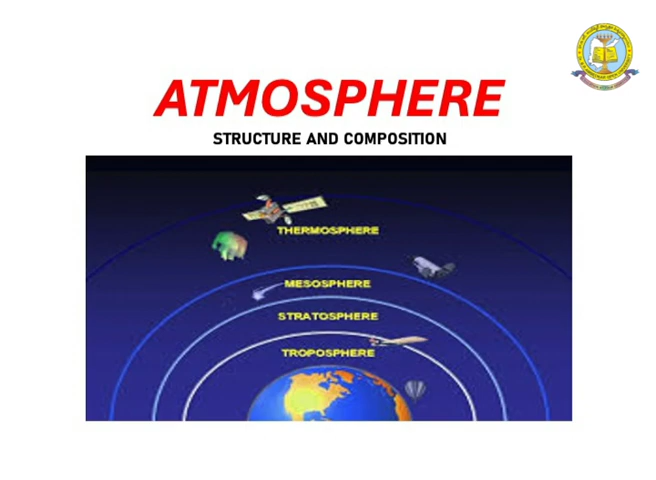 ATMOSPHERE
STRUCTURE AND COMPOSITION
THERMOSPHERE
MESOSPHERE
STRATOSPHERE
TROPOSPHERE